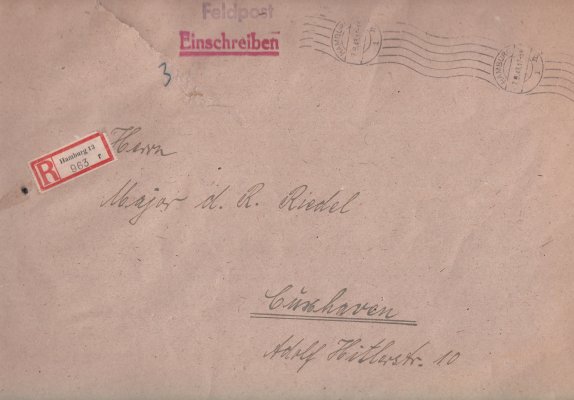 Feldpost
Einschreiben
3
R
Hamburg 13
963 r
Herrn
Major d. R. Riedel
Cuxhaven
Adolf Hitlerstr. 10